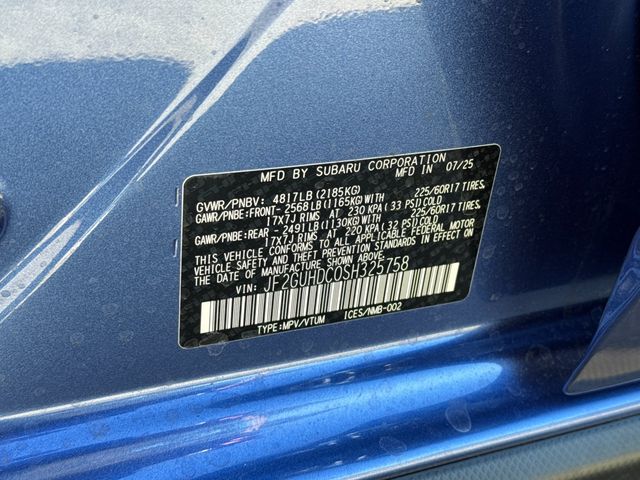 MFD BY SUBARU CORPORATION IN 07/25
GVWR/PNBV: 4817LB(2185KG)
GAWR/PNBE:FRONT- 2568LB(1165KG)WITH 225/60R17 TIRES,
17X7J RIMS AT 230 KPA(33 PSI)COLD
GAWR/PNBE:REAR - 2491LB(1130KG)WITH 225/60R17 TIRES,
17X7J RIMS AT 220 KPA(32 PSI)COLD
THIS VEHICLE CONFORMS TO ALL APPLICABLE FEDERAL MOTOR
VEHICLE SAFETY AND THEFT PREVENTION STANDARDS IN EFFECT
ON THE DATE OF MANUFACTURE SHOWN ABOVE.
VIN: JF2GUHDC0SH325758
TYPE:MPV/VTUM ICES/NMB-002